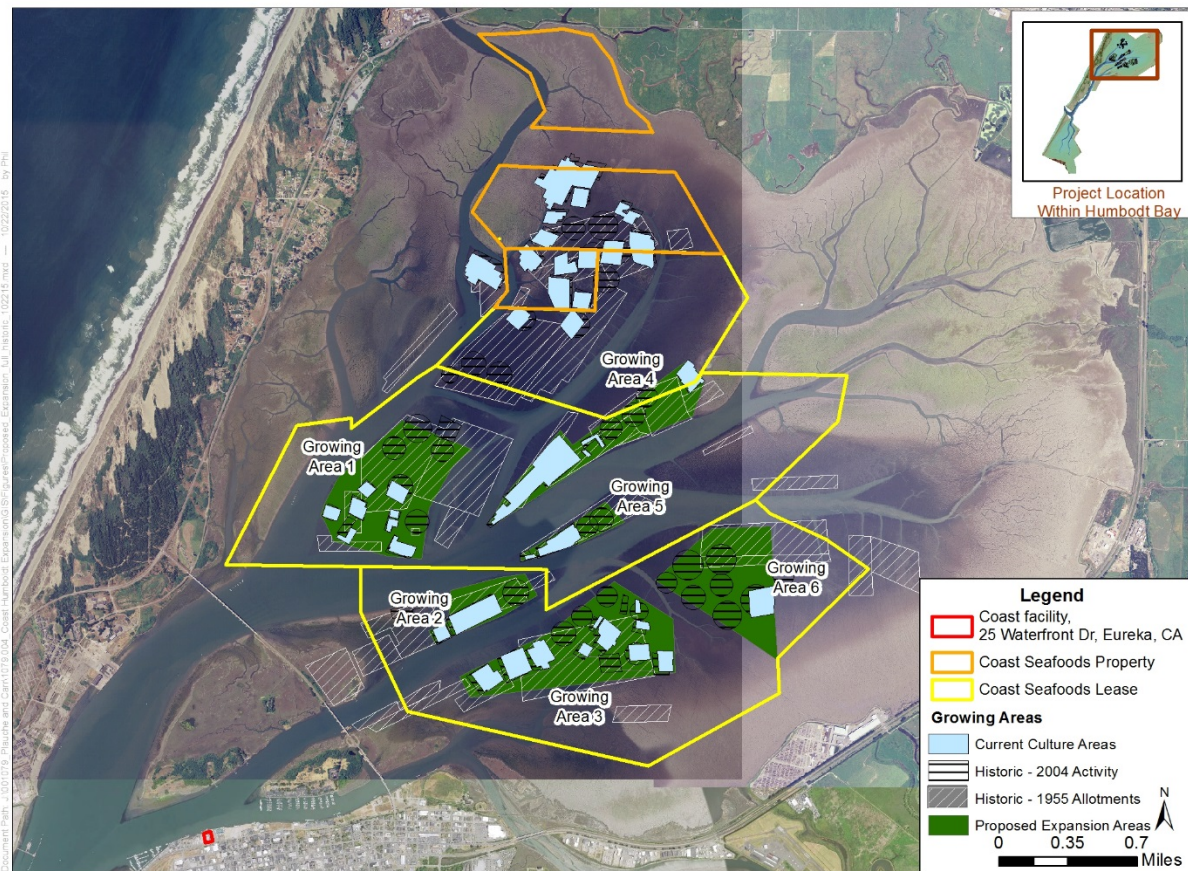 Project Location
Within Humbodt Bay
Growing
Area 4
Growing
Area 1
Growing
Area 5
Growing
Area 6
Growing
Area 2
Growing
Area 3
Legend
Coast facility,
25 Waterfront Dr, Eureka, CA
Coast Seafoods Property
Coast Seafoods Lease
Growing Areas
Current Culture Areas
Historic - 2004 Activity
Historic - 1955 Allotments
Proposed Expansion Areas
N
0 0.35 0.7
Miles